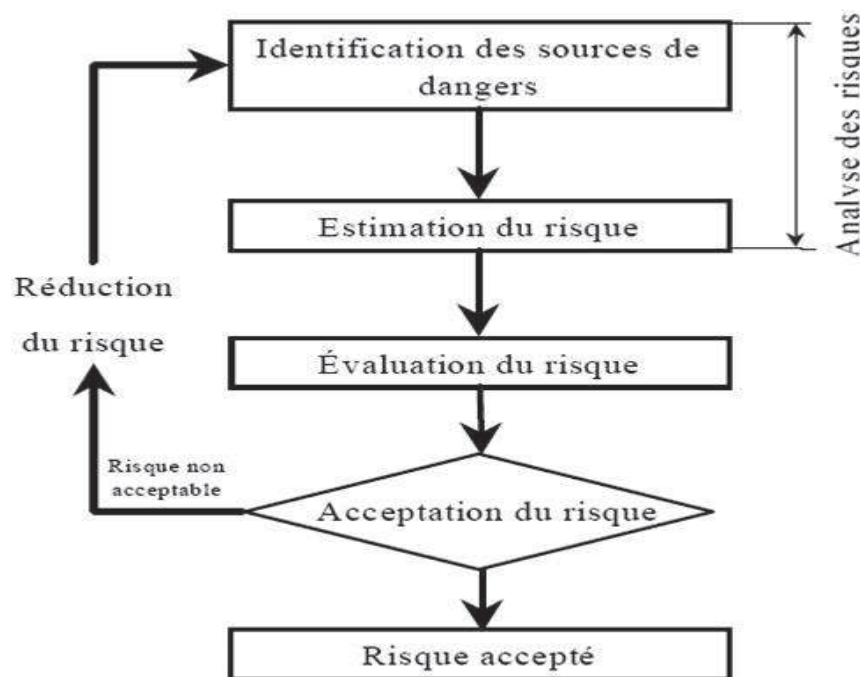 Identification des sources de
dangers
Analyse des risques
Estimation du risque
Réduction
du risque
Évaluation du risque
Risque non
acceptable
Acceptation du risque
Risque accepté